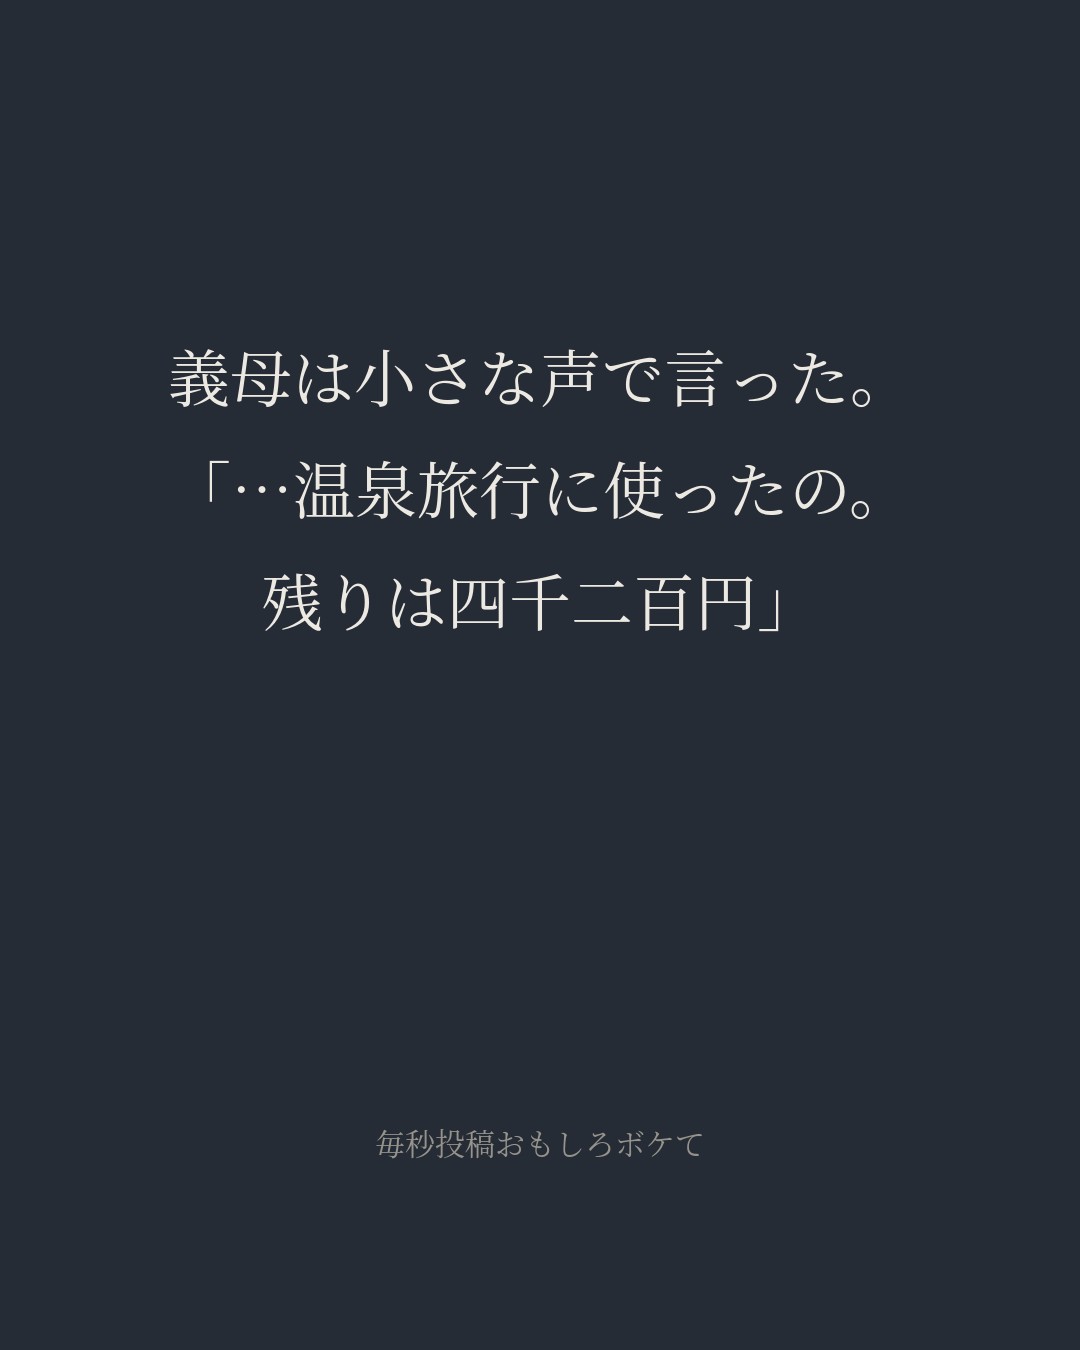 義母は小さな声で言った。
「…温泉旅行に使ったの。
残りは四千二百円」
毎秒投稿おもしろボケて